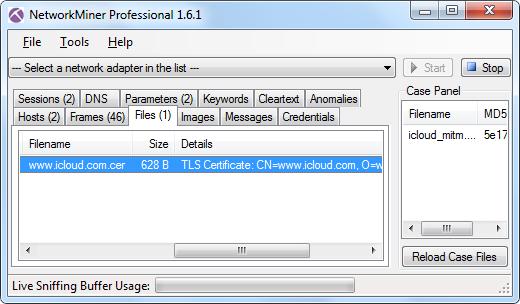 NetworkMiner Professional 1.6.1
File Tools Help
--- Select a network adapter in the list ---
Start
Stop
Sessions (2) DNS Parameters (2) Keywords Cleartext Anomalies
Hosts (2) Frames (46) Files (1) Images Messages Credentials
Filename Size Details
www.icloud.com.cer 628 B TLS Certificate: CN=www.icloud.com, O=w
Case Panel
Filename MD5
icloud_mitm.... 5e17
Reload Case Files
Live Sniffing Buffer Usage: